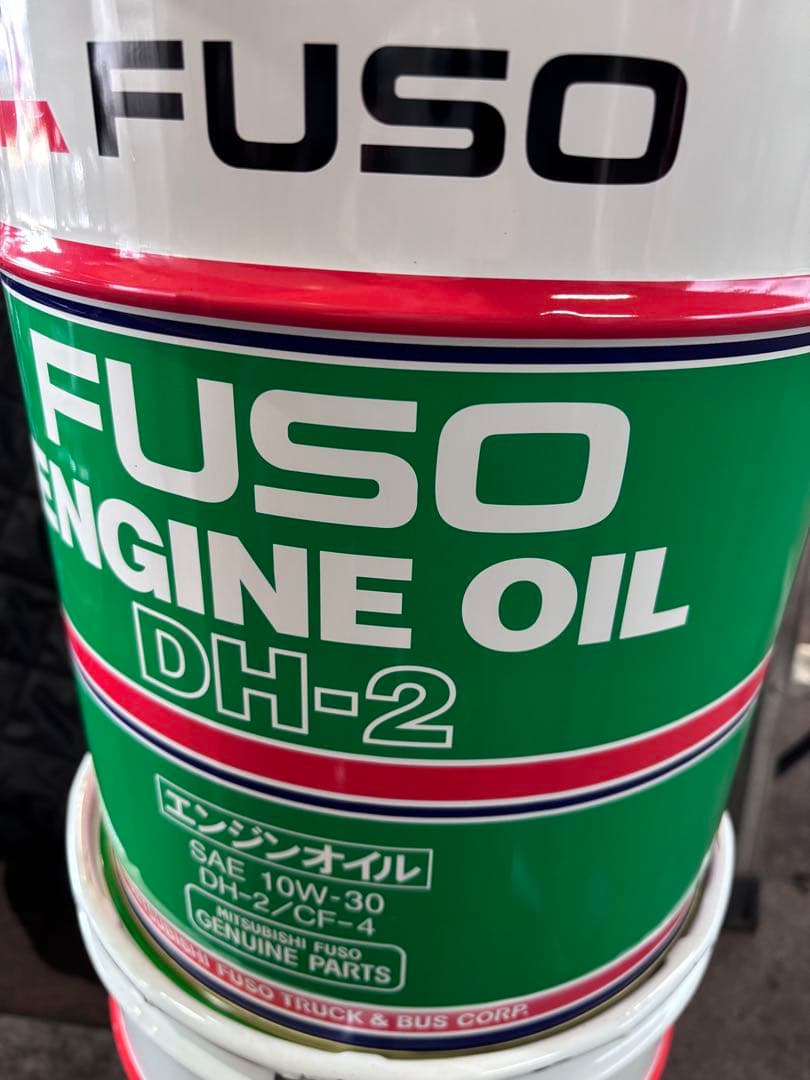 FUSO
FUSO
ENGINE OIL
DH-2
エンジンオイル
SAE 10W-30
DH-2/CF-4
MITSUBISHI FUSO
GENUINE PARTS
MITSUBISHI FUSO TRUCK & BUS CORP.